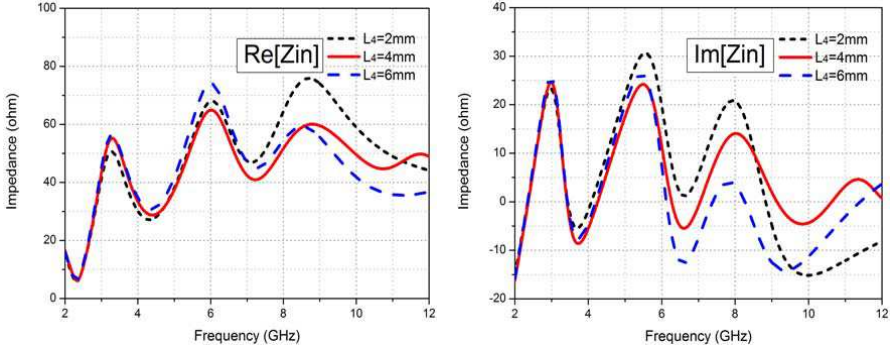 100
80
60
40
20
0
Impedance (ohm)
Re[Zin]
L4=2mm
L4=4mm
L4=6mm
2 4 6 8 10 12
Frequency (GHz)
40
30
20
10
0
-10
-20
Impedance (ohm)
Im[Zin]
L4=2mm
L4=4mm
L4=6mm
2 4 6 8 10 12
Frequency (GHz)